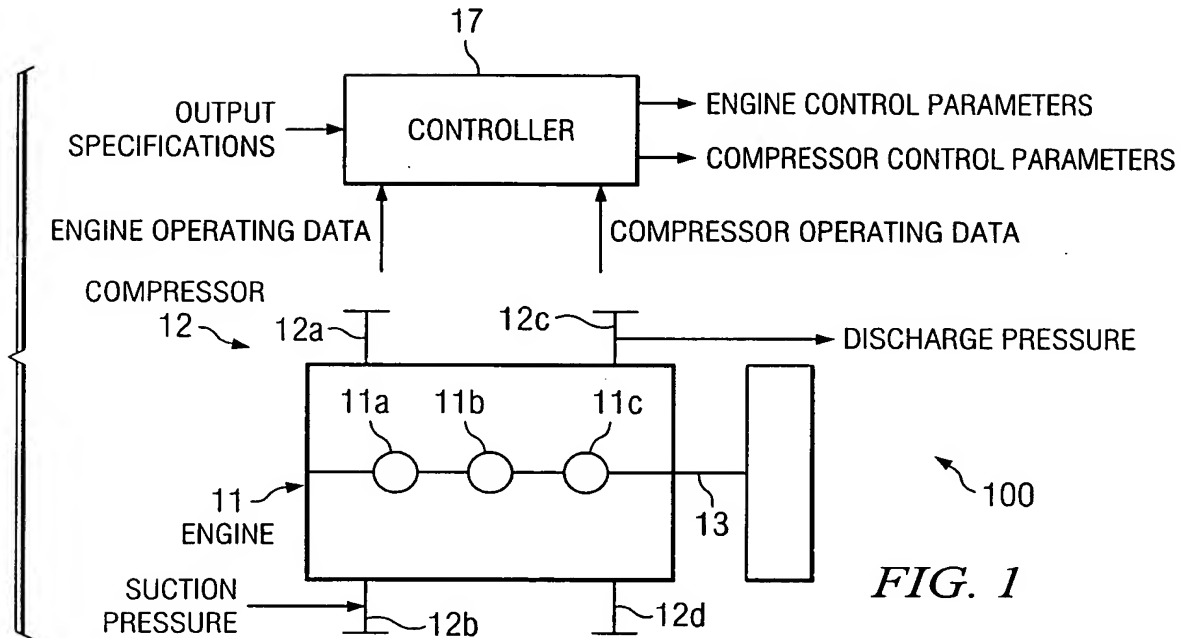 17
OUTPUT
SPECIFICATIONS
CONTROLLER
ENGINE CONTROL PARAMETERS
COMPRESSOR CONTROL PARAMETERS
ENGINE OPERATING DATA
COMPRESSOR OPERATING DATA
COMPRESSOR
12
12a
12c
DISCHARGE PRESSURE
11a
11b
11c
11
ENGINE
13
100
SUCTION
PRESSURE
12b
12d
FIG. 1